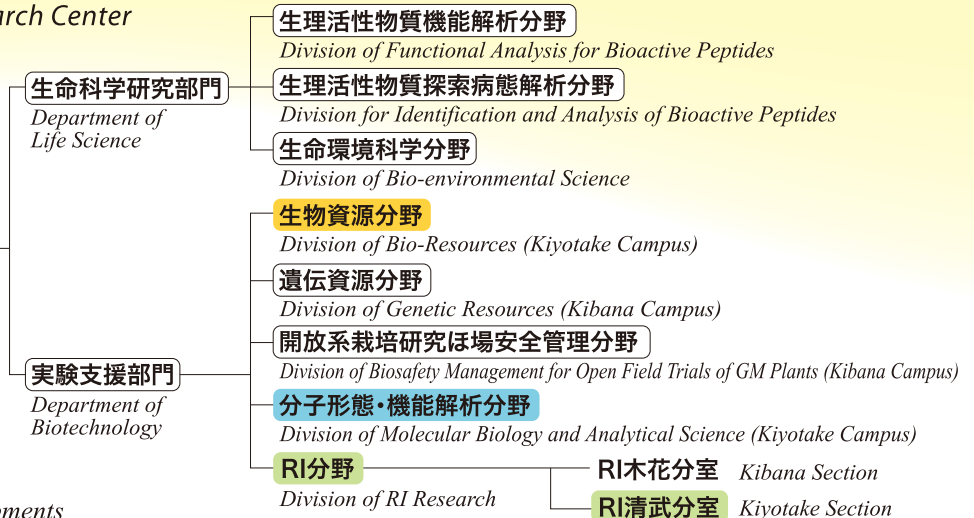 Center
生理活性物質機能解析分野
Division of Functional Analysis for Bioactive Peptides
生命科学研究部門
Department of
Life Science
生理活性物質探索病態解析分野
Division for Identification and Analysis of Bioactive Peptides
生命環境科学分野
Division of Bio-environmental Science
実験支援部門
Department of
Biotechnology
生物資源分野
Division of Bio-Resources (Kiyotake Campus)
遺伝資源分野
Division of Genetic Resources (Kibana Campus)
開放系栽培研究ほ場安全管理分野
Division of Biosafety Management for Open Field Trials of GM Plants (Kibana Campus)
分子形態・機能解析分野
Division of Molecular Biology and Analytical Science (Kiyotake Campus)
RI分野
Division of RI Research
RI木花分室 Kibana Section
RI清武分室 Kiyotake Section